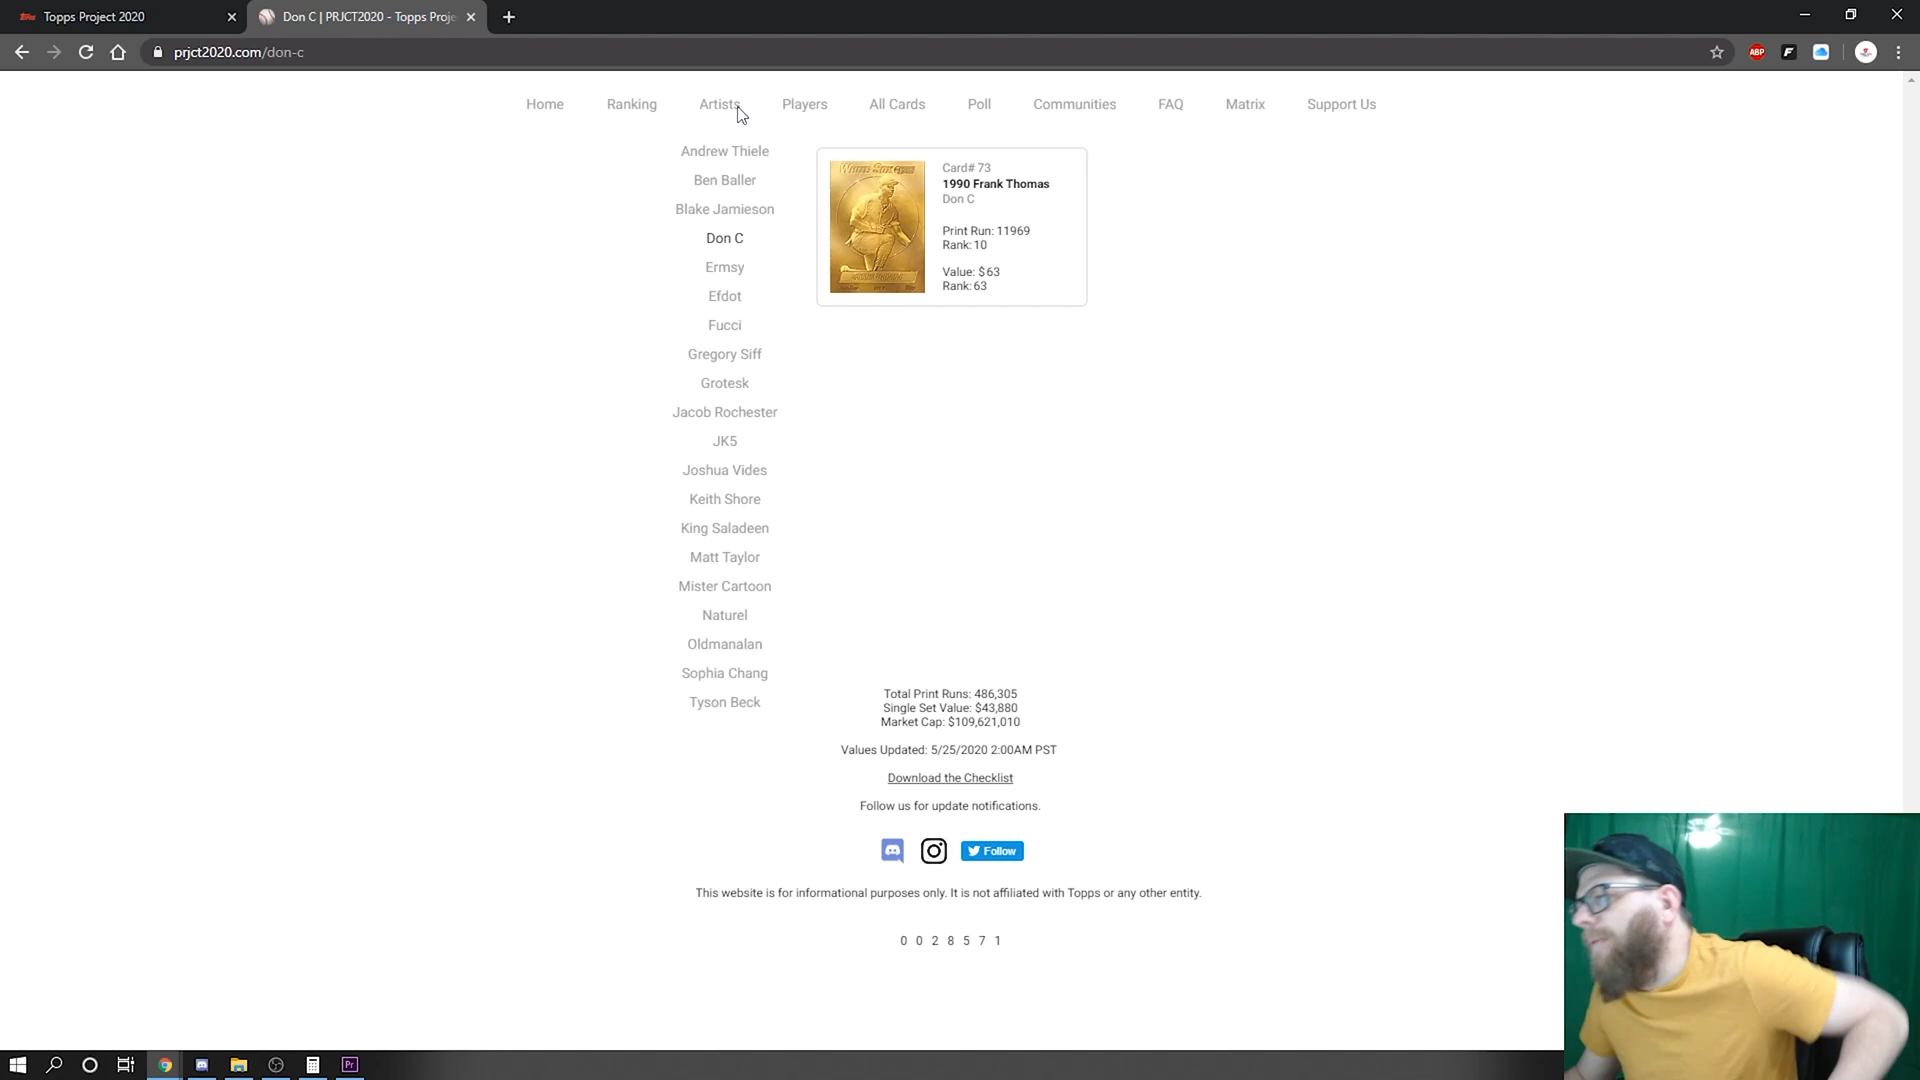 Topps Project 2020
Don C | PRJCT2020 - Topps Proje
prjct2020.com/don-c
ABP
Home Ranking Artists Players All Cards Poll Communities FAQ Matrix Support Us
Andrew Thiele
Ben Baller
Blake Jamieson
Don C
Ermsy
Efdot
Fucci
Gregory Siff
Grotesk
Jacob Rochester
JK5
Joshua Vides
Keith Shore
King Saladeen
Matt Taylor
Mister Cartoon
Naturel
Oldmanalan
Sophia Chang
Tyson Beck
Card# 73
1990 Frank Thomas
Don C
Print Run: 11969
Rank: 10
Value: $63
Rank: 63
Total Print Runs: 486,305
Single Set Value: $43,880
Market Cap: $109,621,010
Values Updated: 5/25/2020 2:00AM PST
Download the Checklist
Follow us for update notifications.
Follow
This website is for informational purposes only. It is not affiliated with Topps or any other entity.
0 0 2 8 5 7 1
Pr